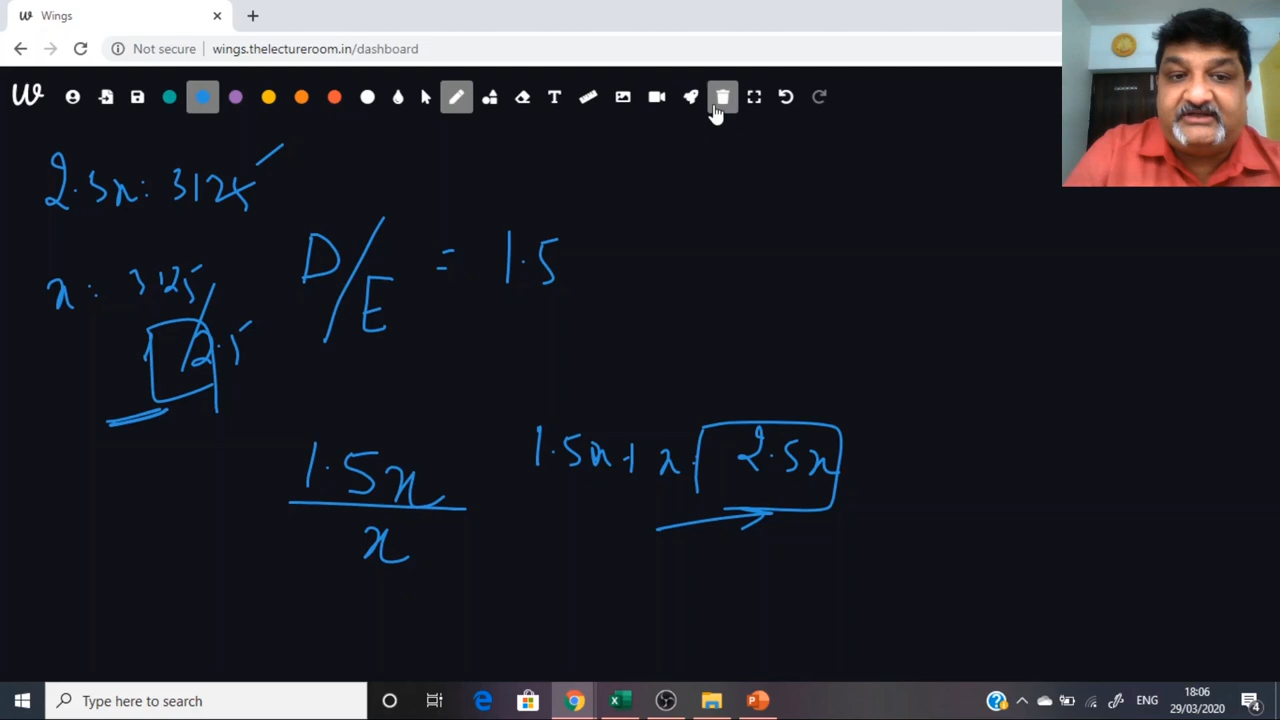 Wings
Not secure
wings.thelectureroom.in/dashboard
T
2.5x: 3125
D/E = 1.5
x: 3125/2.5
1.5x + x 2.5x
1.5x
x
Type here to search
ENG
18:06
29/03/2020
4